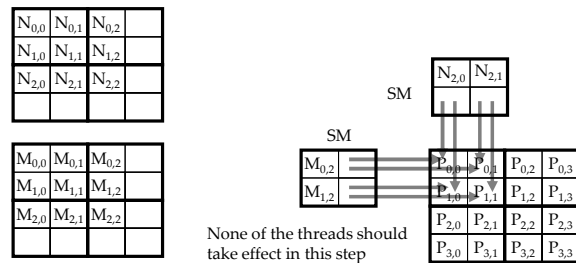 N0,0 N0,1 N0,2
N1,0 N1,1 N1,2
N2,0 N2,1 N2,2
M0,0 M0,1 M0,2
M1,0 M1,1 M1,2
M2,0 M2,1 M2,2
SM
N2,0 N2,1
SM
M0,2
M1,2
P0,0 P0,1 P0,2 P0,3
P1,0 P1,1 P1,2 P1,3
P2,0 P2,1 P2,2 P2,3
P3,0 P3,1 P3,2 P3,3
None of the threads should
take effect in this step